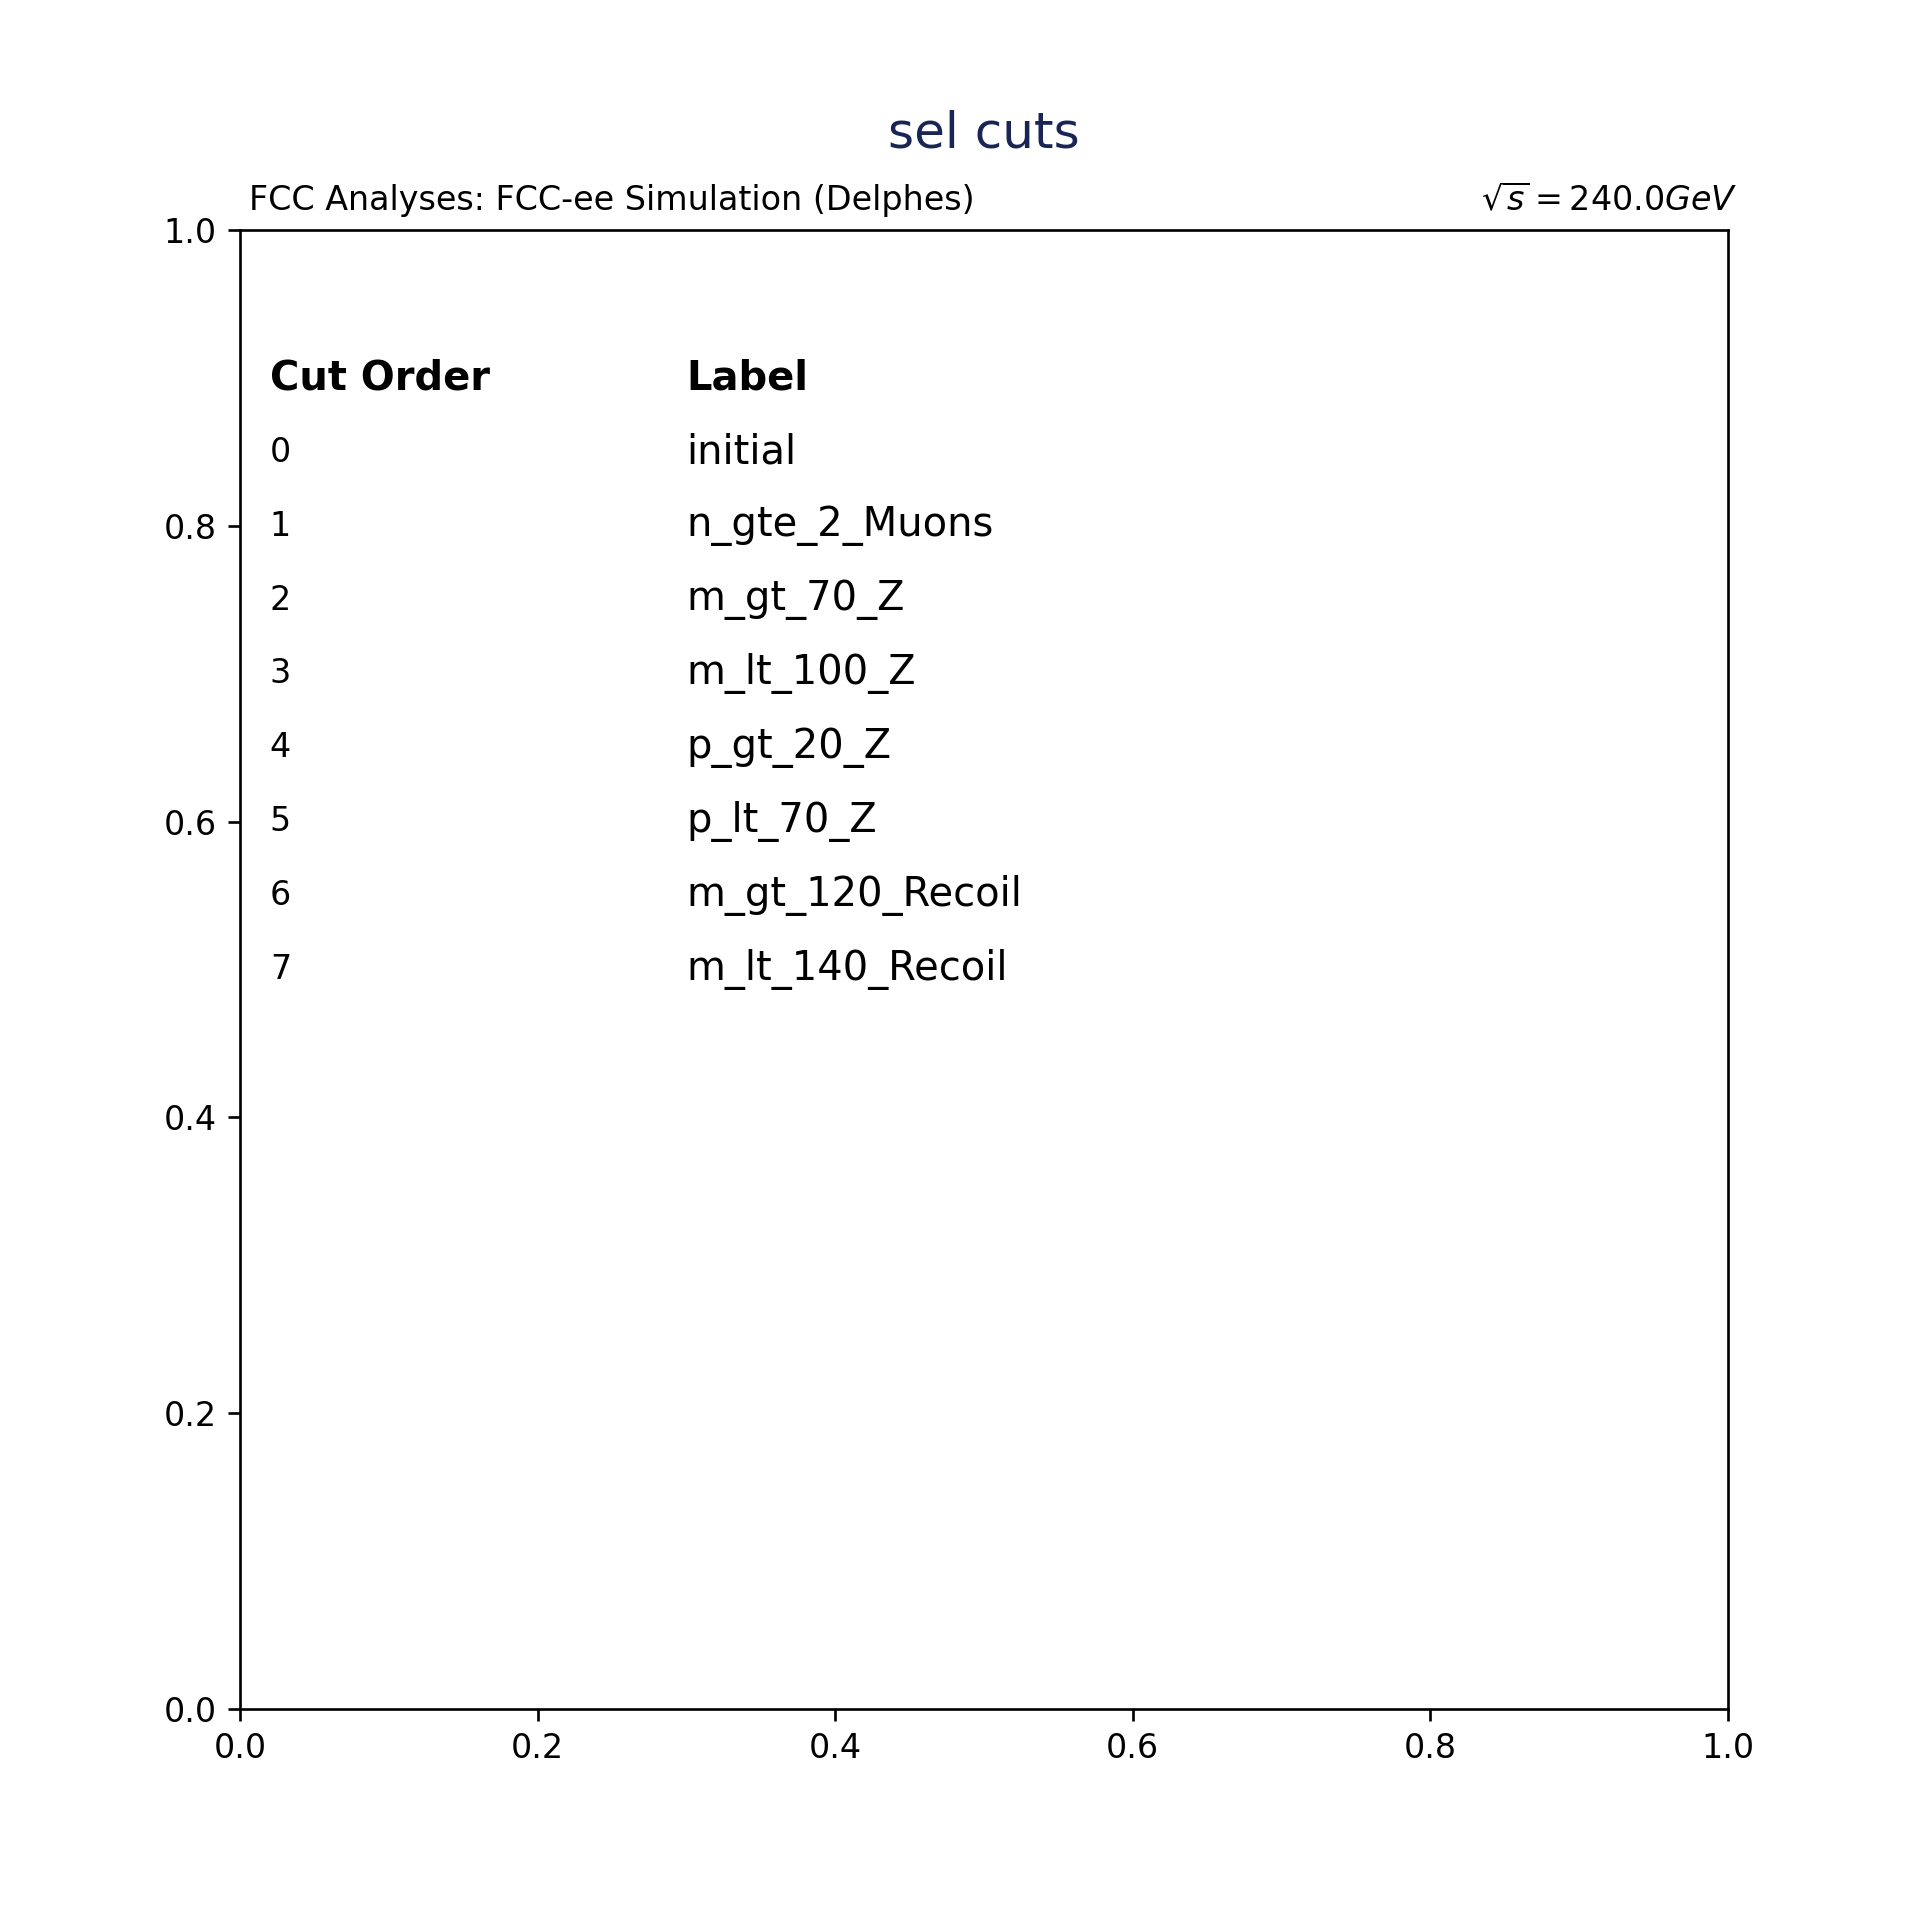 sel cuts
FCC Analyses: FCC-ee Simulation (Delphes) √s = 240.0GeV
1.0
Cut Order Label
0 initial
0.8 1 n_gte_2_Muons
2 m_gt_70_Z
3 m_lt_100_Z
4 p_gt_20_Z
0.6 5 p_lt_70_Z
6 m_gt_120_Recoil
7 m_lt_140_Recoil
0.4
0.2
0.0
0.0 0.2 0.4 0.6 0.8 1.0